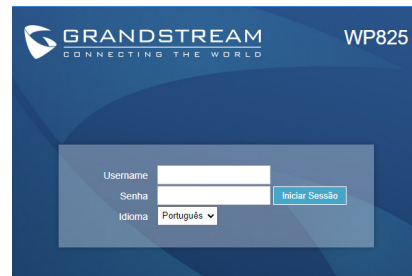 GRANDSTREAM
CONNECTING THE WORLD
WP825
Username
Senha
Iniciar Sessão
Idioma
Português